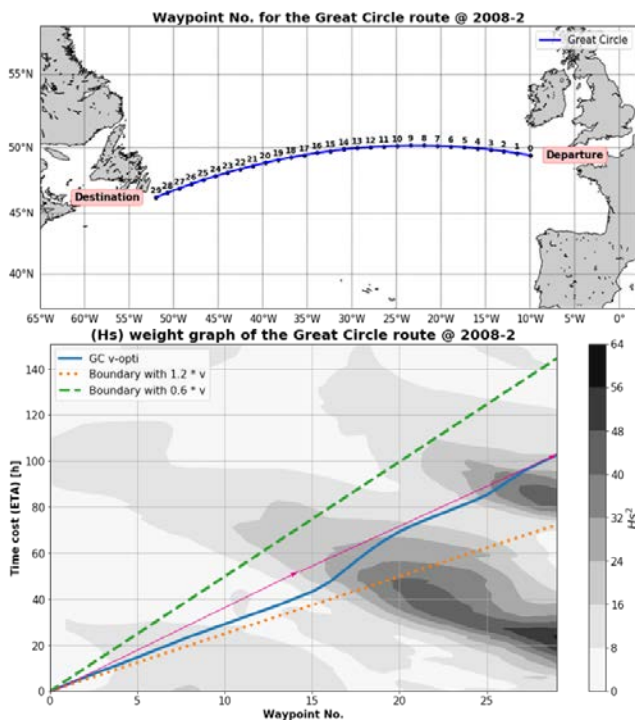 Waypoint No. for the Great Circle route @ 2008-2
Great Circle
55°N
50°N
45°N
40°N
29 28 27 26 25 24 23 22 21 20 19 18 17 16 15 14 13 12 11 10 9 8 7 6 5 4 3 2 1 0
Departure
Destination
65°W 60°W 55°W 50°W 45°W 40°W 35°W 30°W 25°W 20°W 15°W 10°W 5°W 0°
(Hs) weight graph of the Great Circle route @ 2008-2
GC v-opti
Boundary with 1.2 * v
Boundary with 0.6 * v
Time cost (ETA) [h]
140
120
100
80
60
40
20
0
0 5 10 15 20 25
Waypoint No.
64
56
48
40
32
24
16
8
0
Hs²